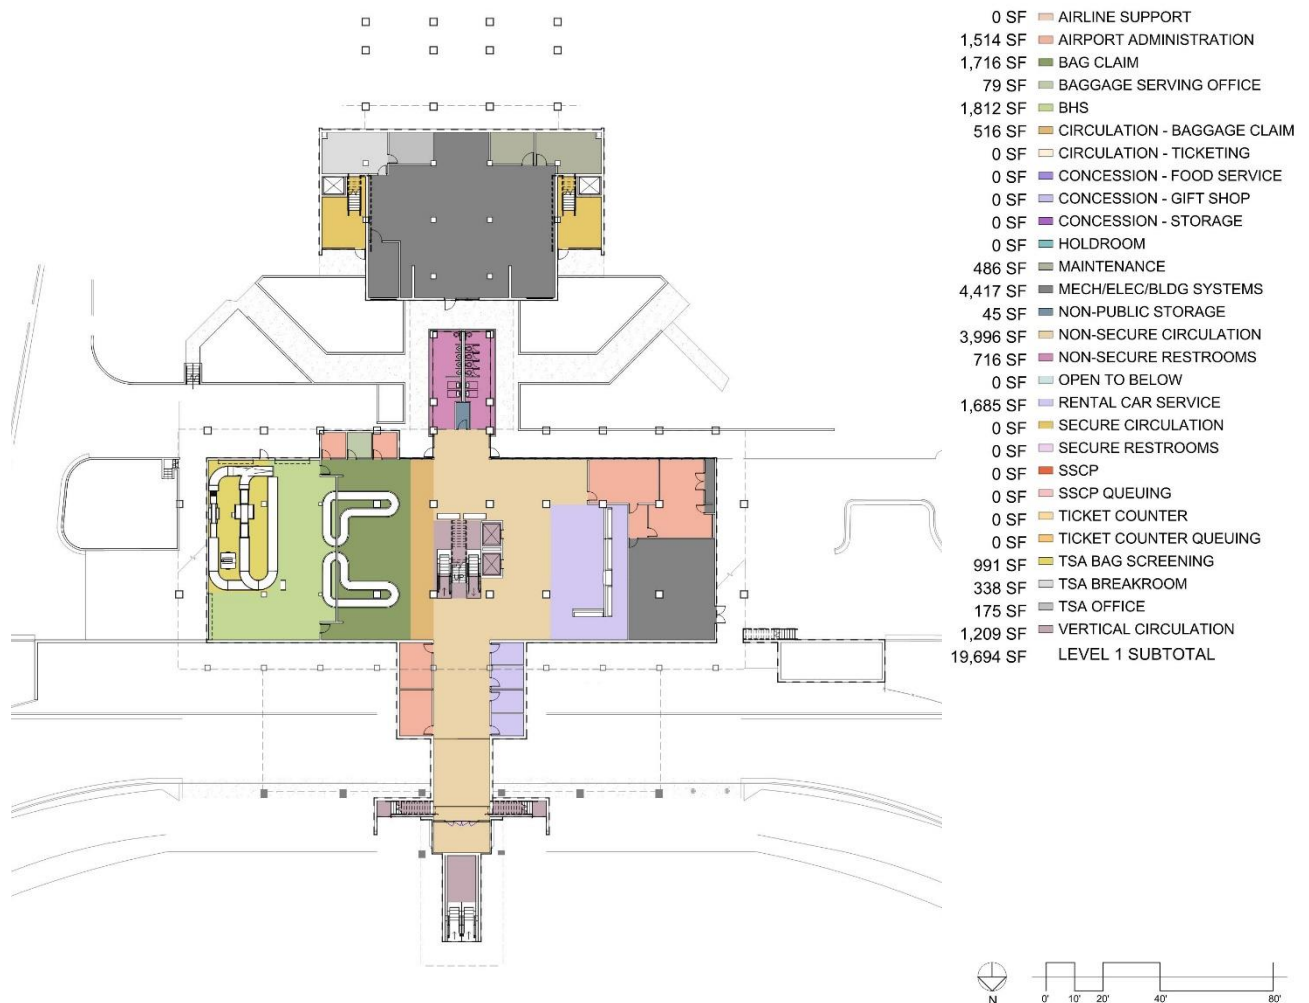 0 SF AIRLINE SUPPORT
1,514 SF AIRPORT ADMINISTRATION
1,716 SF BAG CLAIM
79 SF BAGGAGE SERVING OFFICE
1,812 SF BHS
516 SF CIRCULATION - BAGGAGE CLAIM
0 SF CIRCULATION - TICKETING
0 SF CONCESSION - FOOD SERVICE
0 SF CONCESSION - GIFT SHOP
0 SF CONCESSION - STORAGE
0 SF HOLDROOM
486 SF MAINTENANCE
4,417 SF MECH/ELEC/BLDG SYSTEMS
45 SF NON-PUBLIC STORAGE
3,996 SF NON-SECURE CIRCULATION
716 SF NON-SECURE RESTROOMS
0 SF OPEN TO BELOW
1,685 SF RENTAL CAR SERVICE
0 SF SECURE CIRCULATION
0 SF SECURE RESTROOMS
0 SF SSCP
0 SF SSCP QUEUING
0 SF TICKET COUNTER
0 SF TICKET COUNTER QUEUING
991 SF TSA BAG SCREENING
338 SF TSA BREAKROOM
175 SF TSA OFFICE
1,209 SF VERTICAL CIRCULATION
19,694 SF LEVEL 1 SUBTOTAL
UP
N 0' 10' 20' 40' 80'